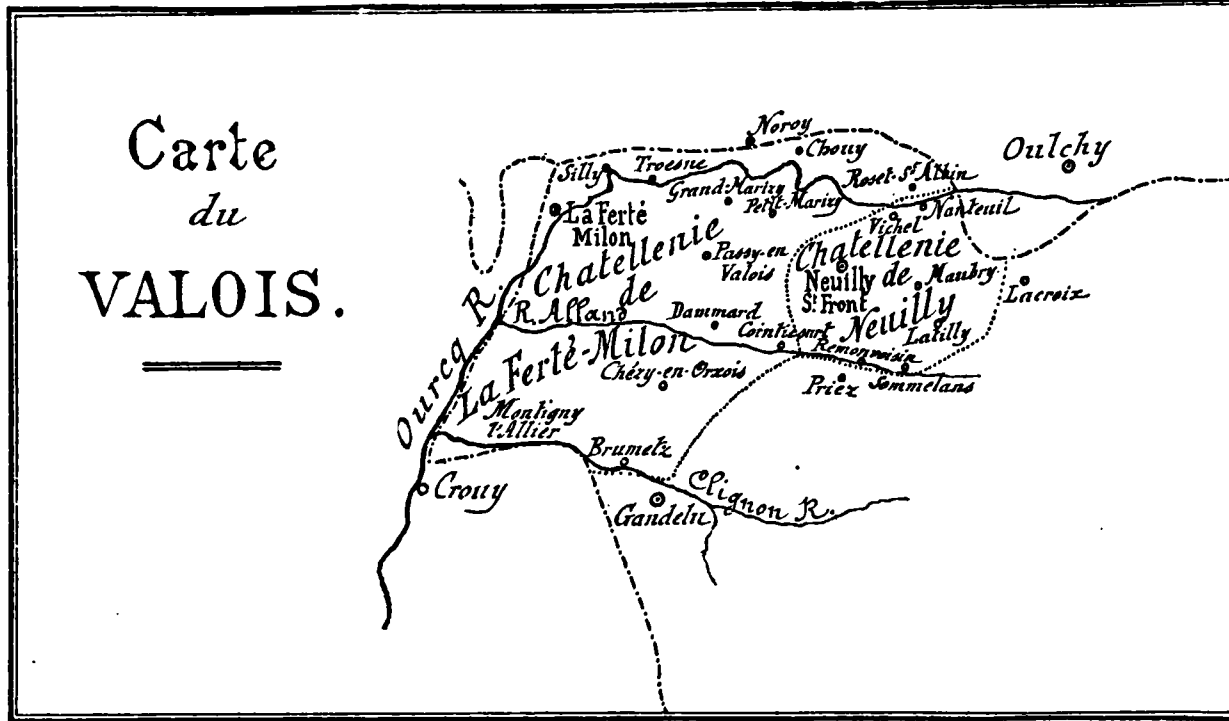 Carte
du
VALOIS.
Noroy
Chouy
Oulchy
Silly
Troesne
Grand-Marizy
Petit-Marizy
Roset-St Albin
Nanteuil
Vichel
La Ferté
Milon
Chatellenie
de
La Ferté-Milon
Passy-en
Valois
Chatellenie
de
Neuilly
Neuilly
St Front
Maubry
Lacroix
Latilly
R. Alland
Dammard
Cointicourt
Remonvoisin
Sommelans
Priez
Chézy-en-Orxois
Ourcq R.
Montigny
l'Allier
Brumetz
Crouy
Gandelu
Clignon R.